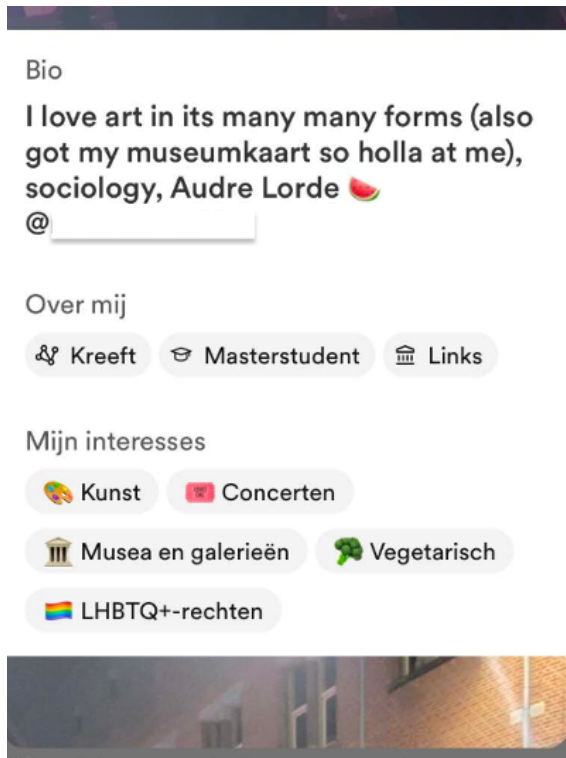 Bio
I love art in its many many forms (also
got my museumkaart so holla at me),
sociology, Audre Lorde 🍉
@
Over mij
Kreeft Masterstudent Links
Mijn interesses
Kunst Concerten
Musea en galerieën Vegetarisch
LHBTQ+-rechten